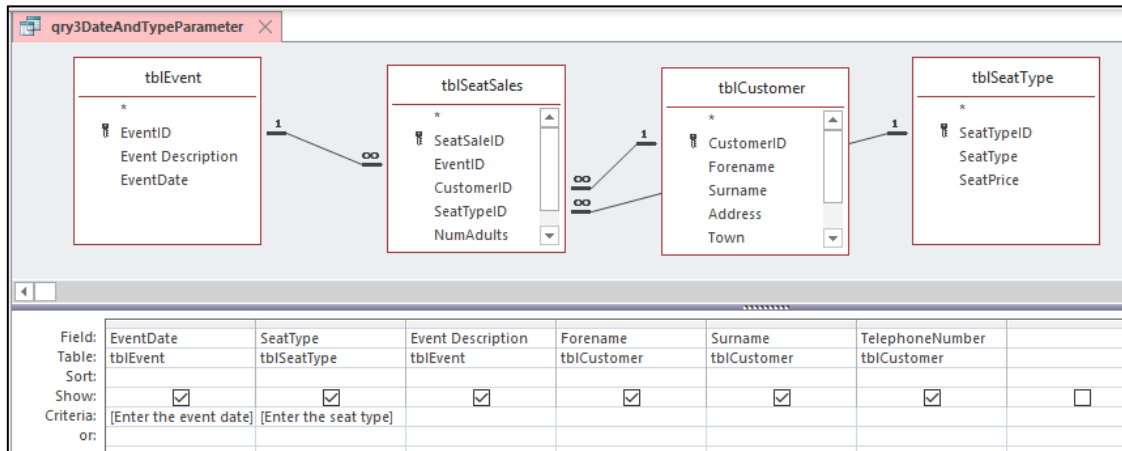 qry3DateAndTypeParameter
tblEvent
*
EventID
Event Description
EventDate
1
∞
tblSeatSales
*
SeatSaleID
EventID
CustomerID
SeatTypeID
NumAdults
1
∞
∞
tblCustomer
*
CustomerID
Forename
Surname
Address
Town
1
tblSeatType
*
SeatTypeID
SeatType
SeatPrice
Field: EventDate SeatType Event Description Forename Surname TelephoneNumber
Table: tblEvent tblSeatType tblEvent tblCustomer tblCustomer tblCustomer
Sort:
Show:
Criteria: [Enter the event date] [Enter the seat type]
or: